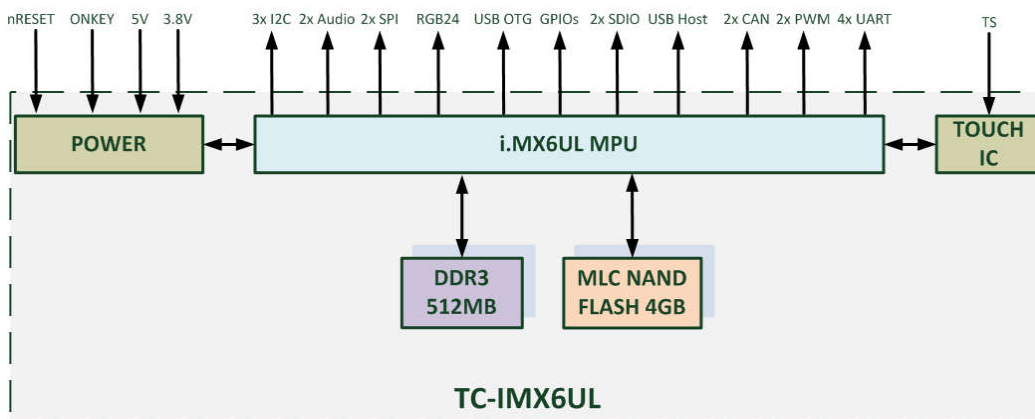 nRESET ONKEY 5V 3.8V 3x I2C 2x Audio 2x SPI RGB24 USB OTG GPIOs 2x SDIO USB Host 2x CAN 2x PWM 4x UART TS
POWER
i.MX6UL MPU
TOUCH
IC
DDR3
512MB
MLC NAND
FLASH 4GB
TC-IMX6UL